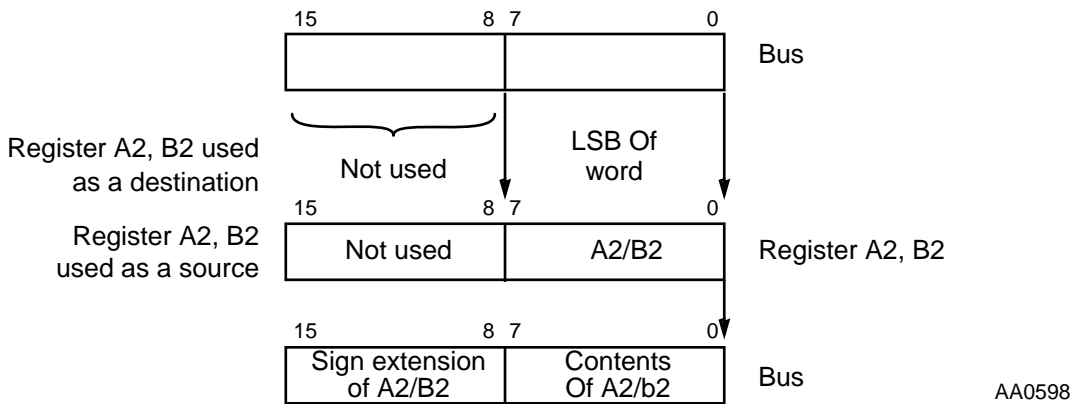 15 8 7 0
Bus
Register A2, B2 used
as a destination
Not used
LSB Of
word
15 8 7 0
Register A2, B2
used as a source
Not used
A2/B2
Register A2, B2
15 8 7 0
Sign extension
of A2/B2
Contents
Of A2/b2
Bus
AA0598